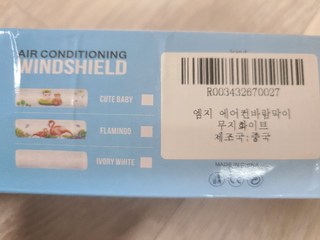 AIR CONDITIONING
WINDSHIELD
CUTE BABY
FLAMINGO
IVORY WHITE
R003432670027
염지 에어컨바람막이
무지화이트
제조국:중국
MADE IN CHINA